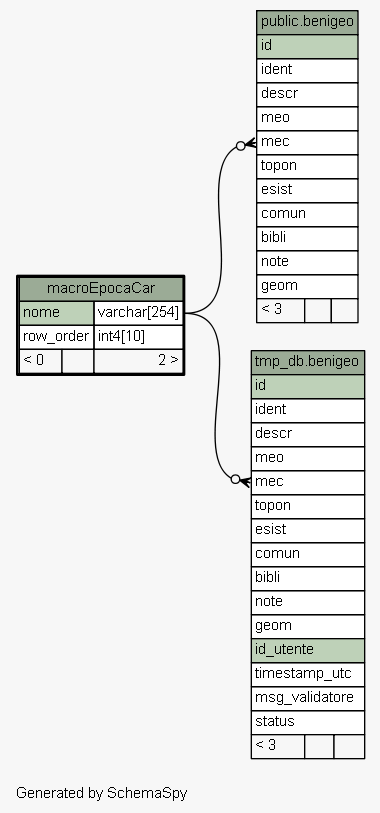 public.benigeo
id
ident
descr
meo
mec
topon
esist
comun
bibli
note
geom
< 3
macroEpocaCar
nome varchar[254]
row_order int4[10]
< 0 2 >
tmp_db.benigeo
id
ident
descr
meo
mec
topon
esist
comun
bibli
note
geom
id_utente
timestamp_utc
msg_validatore
status
< 3
Generated by SchemaSpy